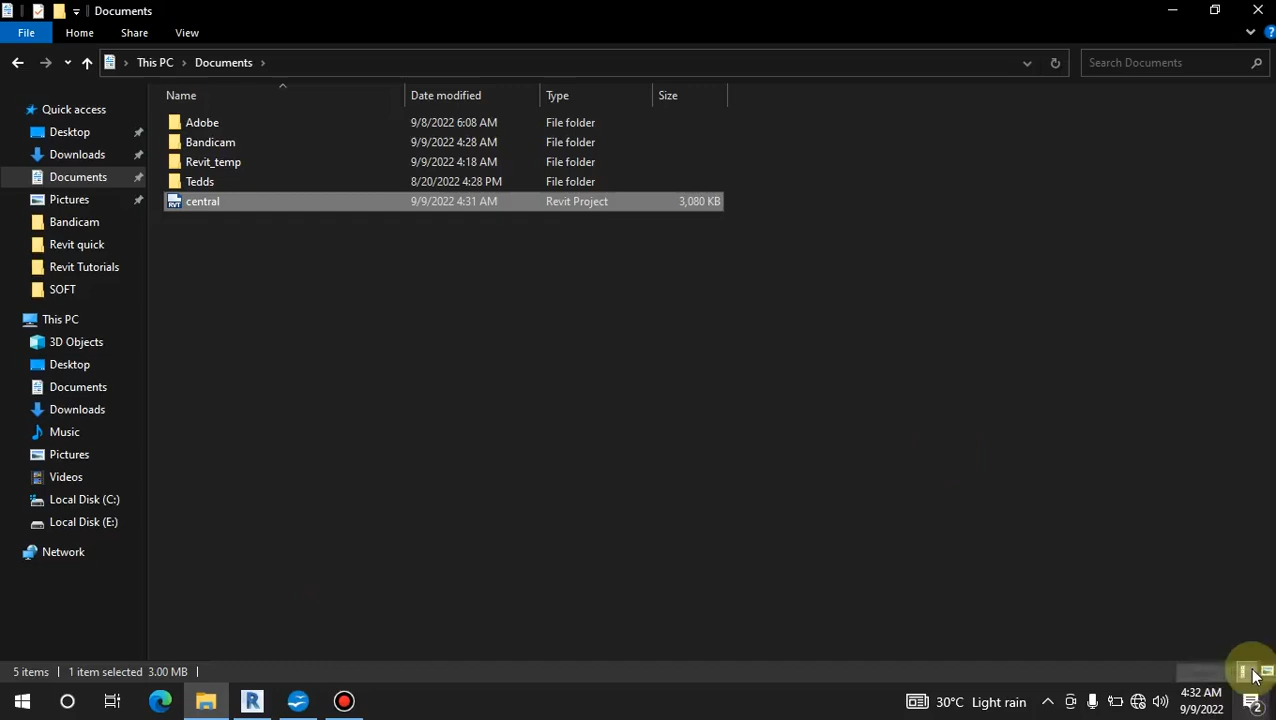 Documents
File Home Share View
This PC Documents Search Documents
Quick access
Desktop
Downloads
Documents
Pictures
Bandicam
Revit quick
Revit Tutorials
SOFT
This PC
3D Objects
Desktop
Documents
Downloads
Music
Pictures
Videos
Local Disk (C:)
Local Disk (E:)
Network
Name Date modified Type Size
Adobe 9/8/2022 6:08 AM File folder
Bandicam 9/9/2022 4:28 AM File folder
Revit_temp 9/9/2022 4:18 AM File folder
Tedds 8/20/2022 4:28 PM File folder
central 9/9/2022 4:31 AM Revit Project 3,080 KB
5 items 1 item selected 3.00 MB
30°C Light rain
4:32 AM
9/9/2022
2